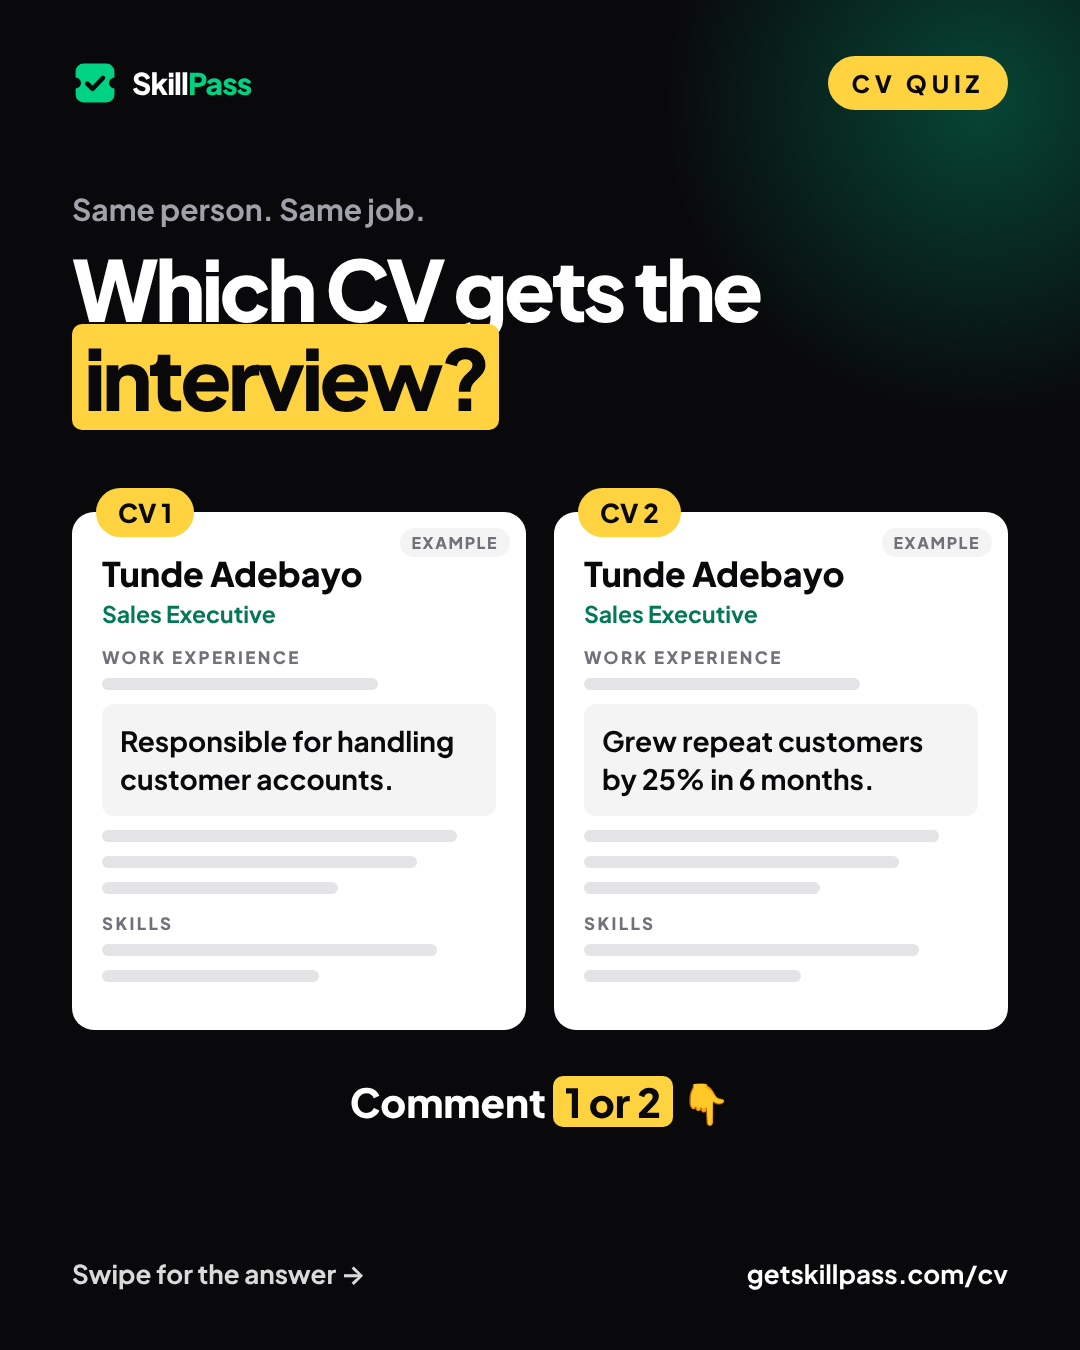 SkillPass
CV QUIZ
Same person. Same job.
Which CV gets the
interview?
CV 1
EXAMPLE
Tunde Adebayo
Sales Executive
WORK EXPERIENCE
Responsible for handling
customer accounts.
SKILLS
CV 2
EXAMPLE
Tunde Adebayo
Sales Executive
WORK EXPERIENCE
Grew repeat customers
by 25% in 6 months.
SKILLS
Comment 1 or 2 👇
Swipe for the answer →
getskillpass.com/cv